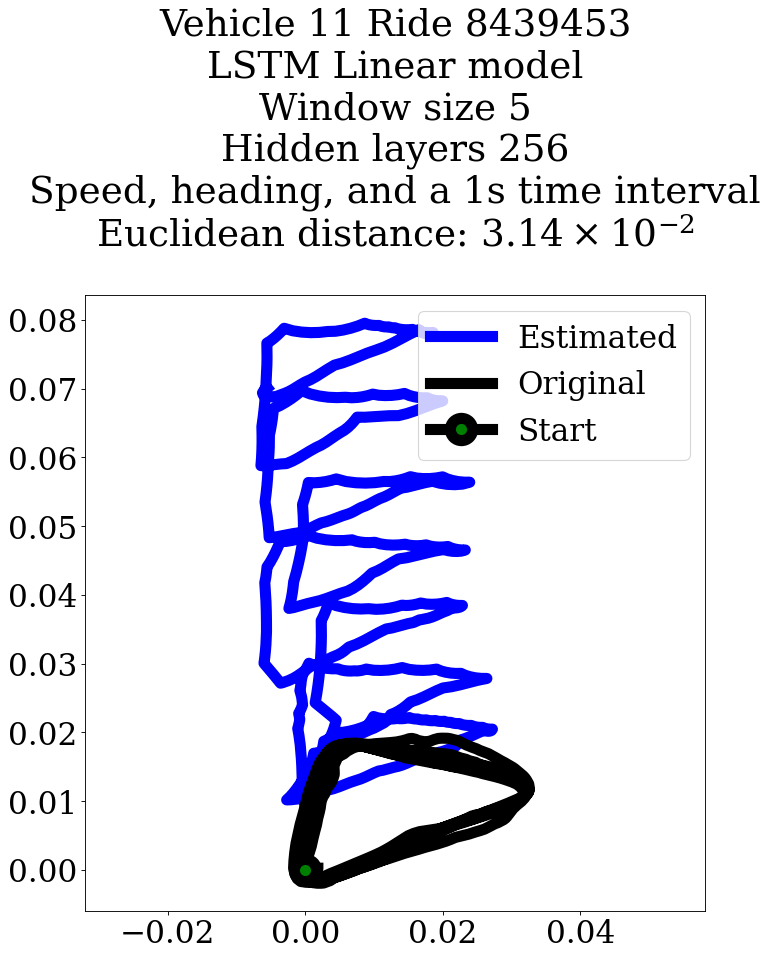 Vehicle 11 Ride 8439453
LSTM Linear model
Window size 5
Hidden layers 256
Speed, heading, and a 1s time interval
Euclidean distance: 3.14 × 10⁻²
0.08
0.07
0.06
0.05
0.04
0.03
0.02
0.01
0.00
Estimated
Original
Start
−0.02 0.00 0.02 0.04